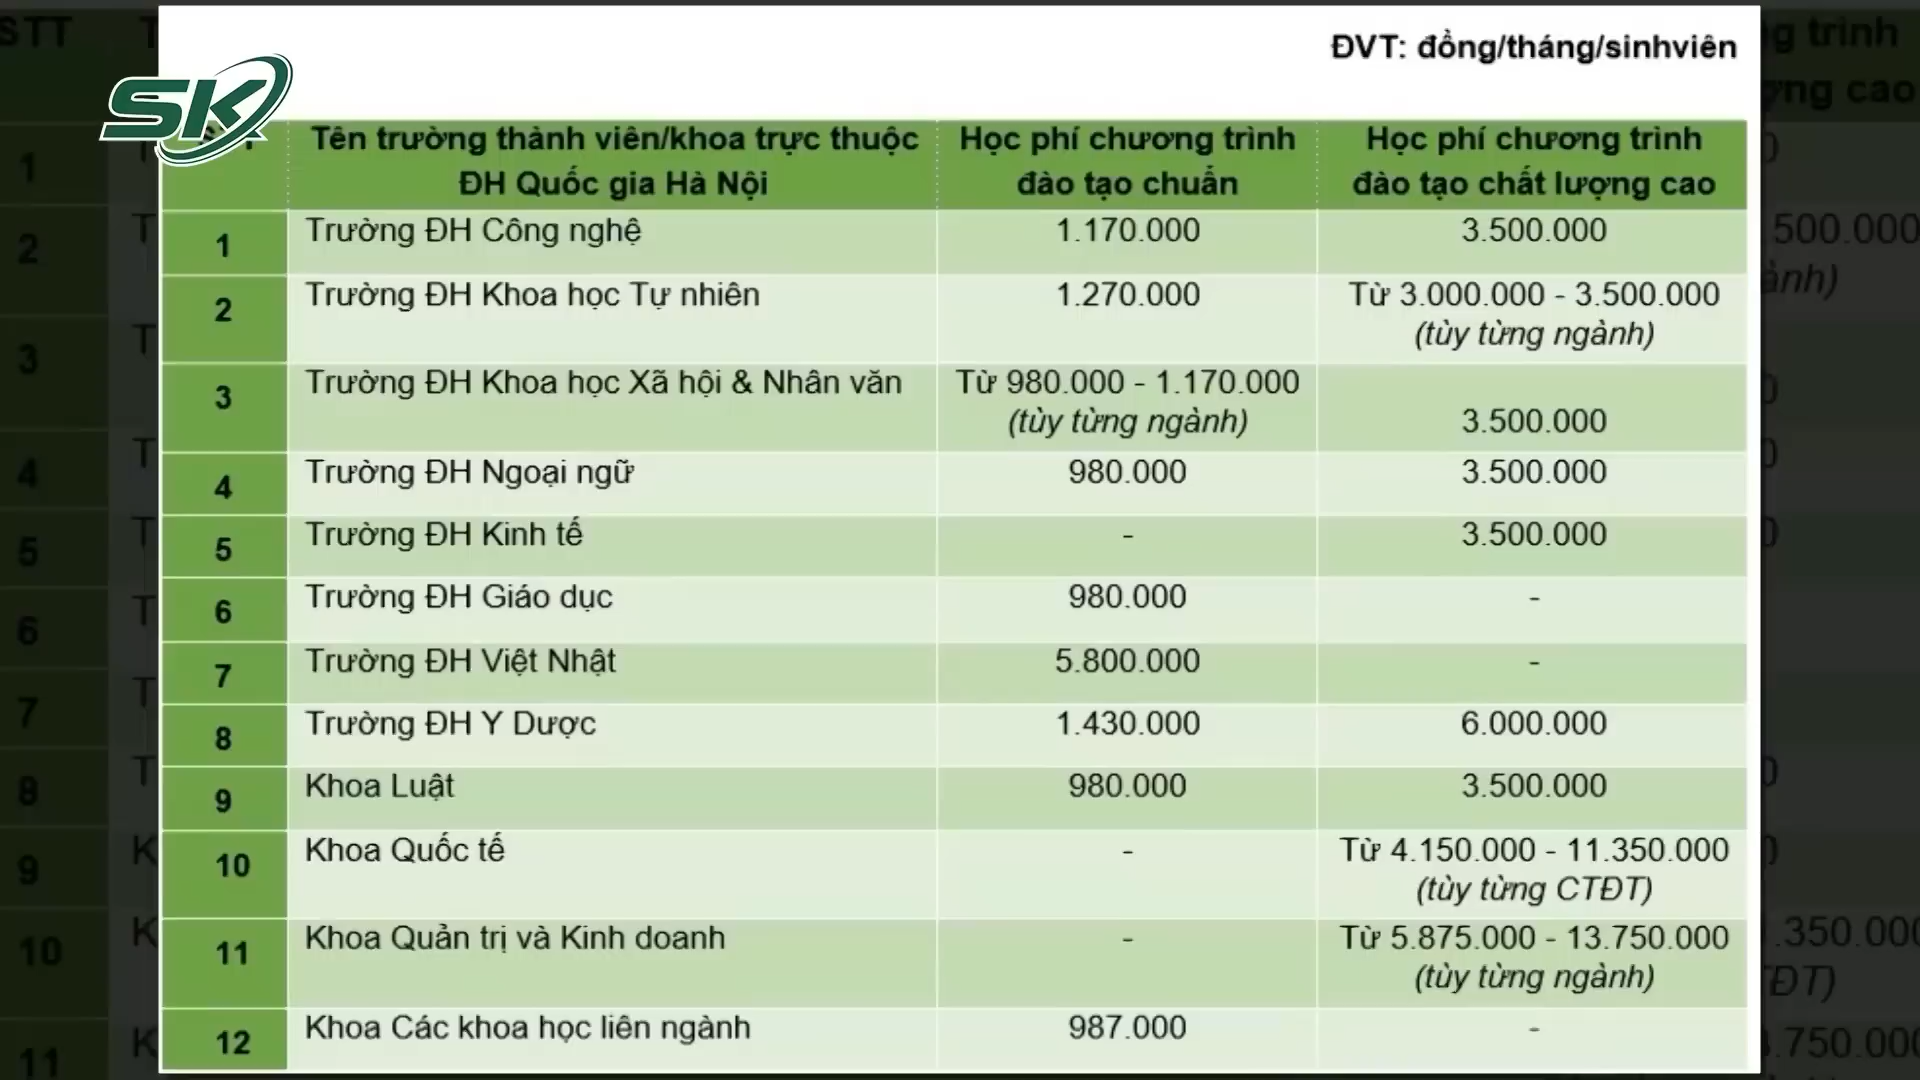 ĐVT: đồng/tháng/sinhviên
SK
Tên trường thành viên/khoa trực thuộc ĐH Quốc gia Hà Nội
Học phí chương trình đào tạo chuẩn
Học phí chương trình đào tạo chất lượng cao
1 Trường ĐH Công nghệ 1.170.000 3.500.000
2 Trường ĐH Khoa học Tự nhiên 1.270.000 Từ 3.000.000 - 3.500.000 (tùy từng ngành)
3 Trường ĐH Khoa học Xã hội & Nhân văn Từ 980.000 - 1.170.000 (tùy từng ngành) 3.500.000
4 Trường ĐH Ngoại ngữ 980.000 3.500.000
5 Trường ĐH Kinh tế - 3.500.000
6 Trường ĐH Giáo dục 980.000 -
7 Trường ĐH Việt Nhật 5.800.000 -
8 Trường ĐH Y Dược 1.430.000 6.000.000
9 Khoa Luật 980.000 3.500.000
10 Khoa Quốc tế - Từ 4.150.000 - 11.350.000 (tùy từng CTĐT)
11 Khoa Quản trị và Kinh doanh - Từ 5.875.000 - 13.750.000 (tùy từng ngành)
12 Khoa Các khoa học liên ngành 987.000 -